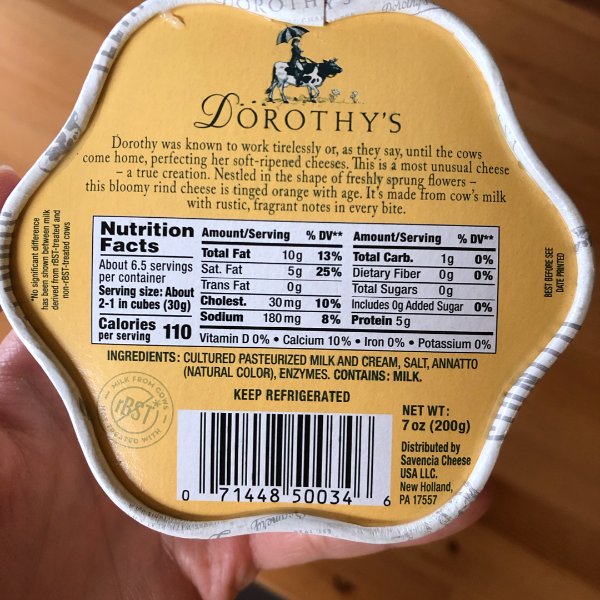 DOROTHY'S
Dorothy was known to work tirelessly or, as they say, until the cows
come home, perfecting her soft-ripened cheeses. This is a most unusual cheese
– a true creation. Nestled in the shape of freshly sprung flowers –
this bloomy rind cheese is tinged orange with age. It's made from cow's milk
with rustic, fragrant notes in every bite.
*No significant difference
has been shown between milk
derived from rBST-treated and
non-rBST-treated cows
Nutrition
Facts
About 6.5 servings
per container
Serving size: About
2-1 in cubes (30g)
Calories
per serving 110
Amount/Serving % DV**
Total Fat 10g 13%
Sat. Fat 5g 25%
Trans Fat 0g
Cholest. 30mg 10%
Sodium 180mg 8%
Amount/Serving % DV**
Total Carb. 1g 0%
Dietary Fiber 0g 0%
Total Sugars 0g
Includes 0g Added Sugar 0%
Protein 5g
Vitamin D 0% • Calcium 10% • Iron 0% • Potassium 0%
BEST BEFORE SEE
DATE PRINTED
INGREDIENTS: CULTURED PASTEURIZED MILK AND CREAM, SALT, ANNATTO
(NATURAL COLOR), ENZYMES. CONTAINS: MILK.
KEEP REFRIGERATED
MILK FROM COWS
rBST*
NOT TREATED WITH
0 71448 50034 6
NET WT:
7 oz (200g)
Distributed by
Savencia Cheese
USA LLC.
New Holland,
PA 17557